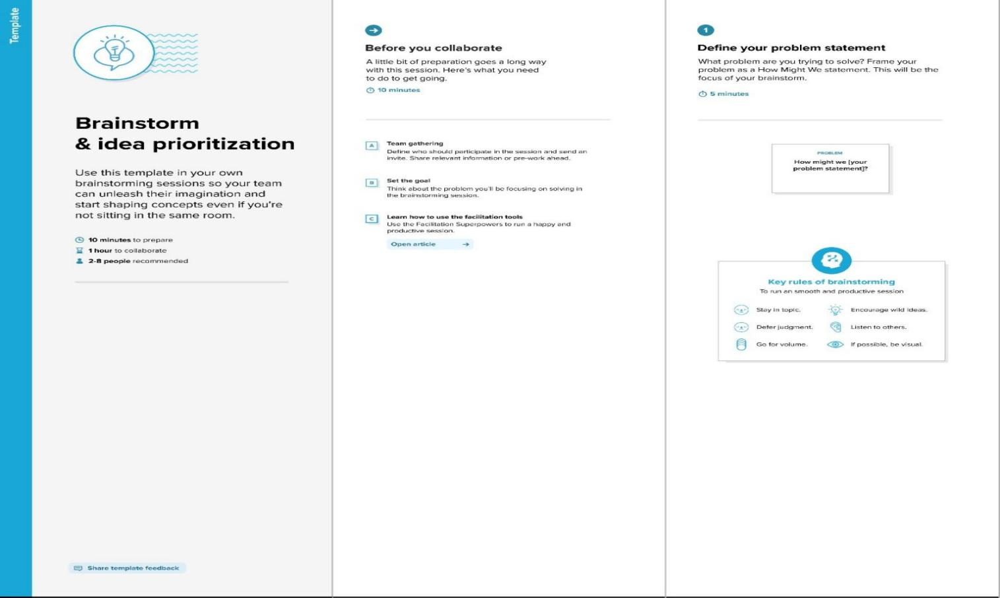 Template
Brainstorm
& idea prioritization
Use this template in your own
brainstorming sessions so your team
can unleash their imagination and
start shaping concepts even if you're
not sitting in the same room.
10 minutes to prepare
1 hour to collaborate
2-8 people recommended
Share template feedback
Before you collaborate
A little bit of preparation goes a long way
with this session. Here's what you need
to do to get going.
10 minutes
A
Team gathering
Define who should participate in the session and send an
invite. Share relevant information or pre-work ahead.
B
Set the goal
Think about the problem you'll be focusing on solving in
the brainstorming session.
C
Learn how to use the facilitation tools
Use the Facilitation Superpowers to run a happy and
productive session.
Open article
1
Define your problem statement
What problem are you trying to solve? Frame your
problem as a How Might We statement. This will be the
focus of your brainstorm.
5 minutes
PROBLEM
How might we [your
problem statement]?
Key rules of brainstorming
To run an smooth and productive session
Stay in topic.
Encourage wild ideas.
Defer judgment.
Listen to others.
Go for volume.
If possible, be visual.